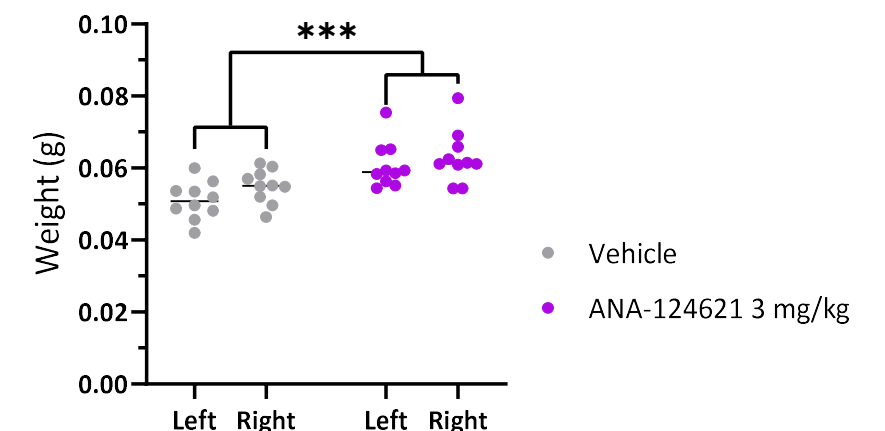 ***
0.10
0.08
0.06
0.04
0.02
0.00
Weight (g)
Left Right Left Right
Vehicle
ANA-124621 3 mg/kg